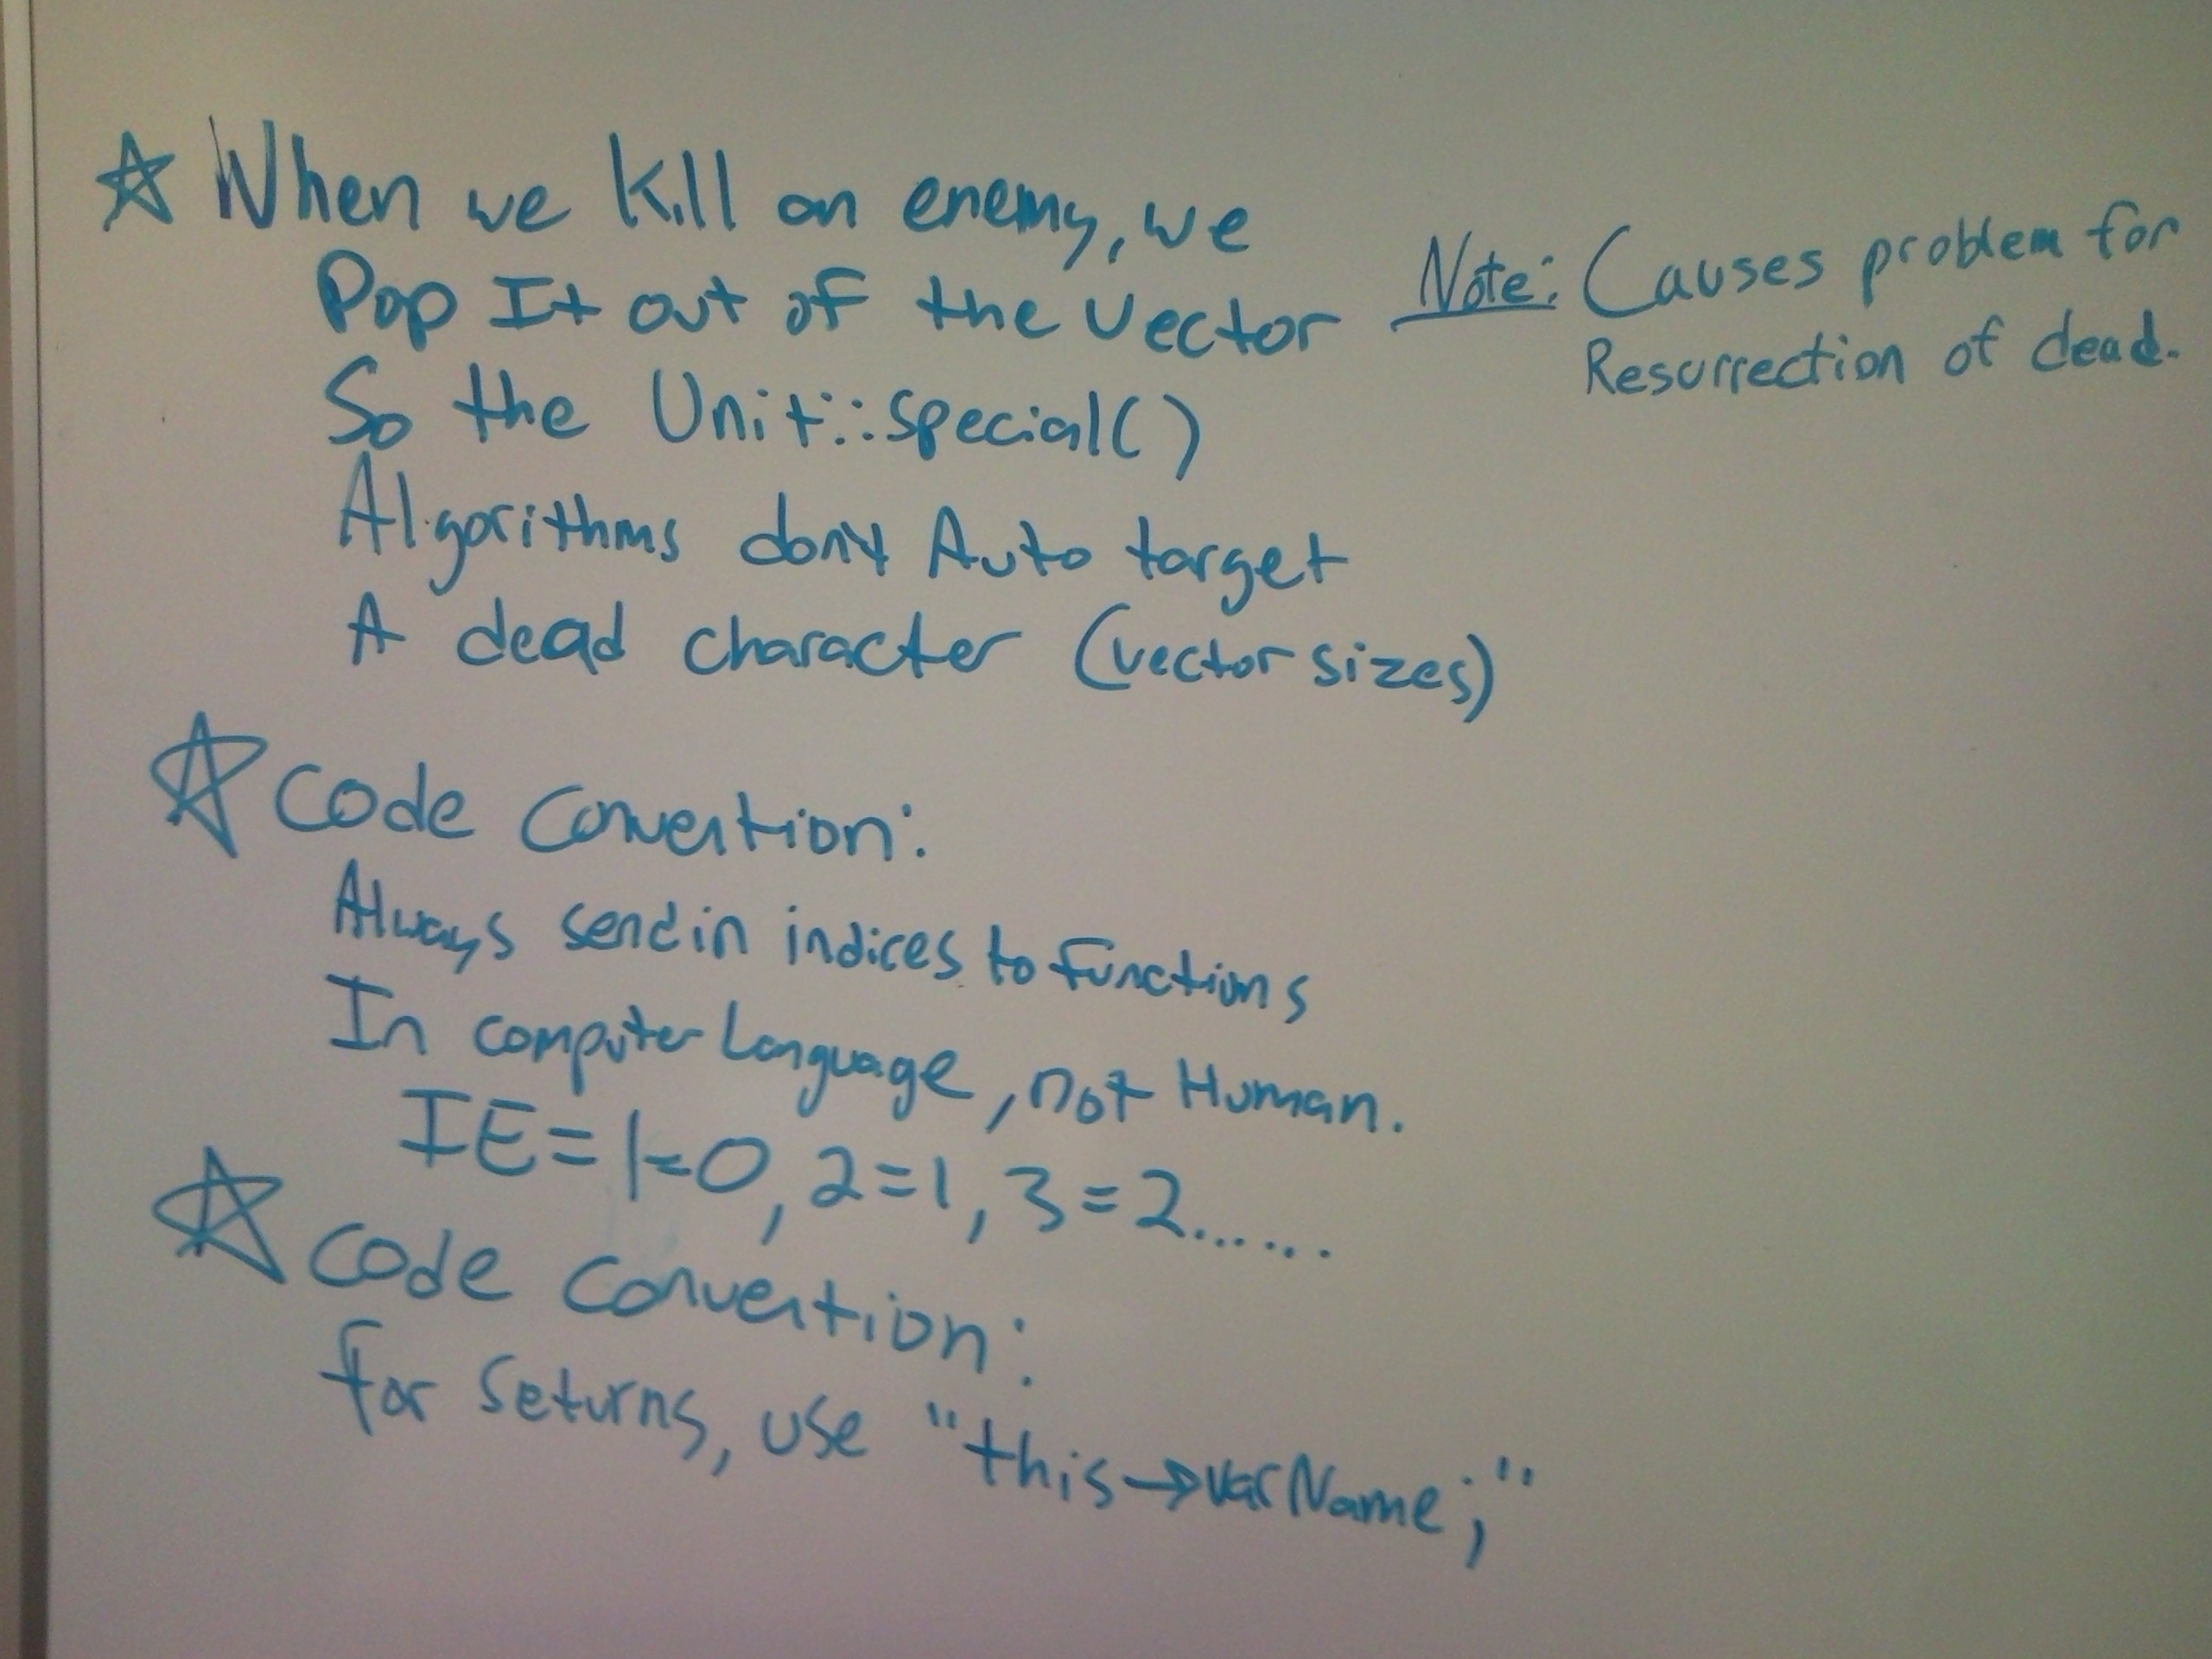 ☆ When we Kill an enemy, we
Pop It out of the vector
Note: Causes problem for
Resurrection of dead.
So the Unit::special()
Algorithms don't Auto target
A dead character (vector sizes)
☆ Code Convention:
Always send in indices to functions
In computer Language, not Human.
IE = 1=0, 2=1, 3=2......
☆ Code Convention:
for seturns, use "this→varName;"